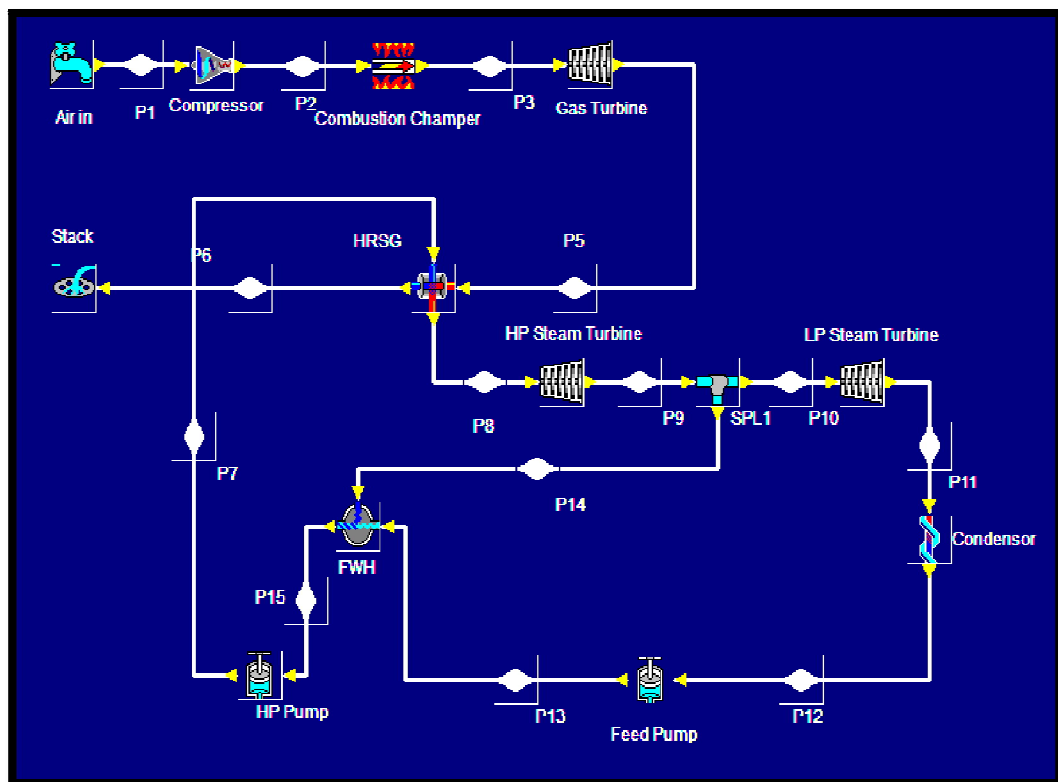 Air in
P1
Compressor
P2
Combustion Champer
P3
Gas Turbine
Stack
P6
HRSG
P5
HP Steam Turbine
LP Steam Turbine
P8
P9
SPL1
P10
P7
P14
P11
FWH
Condensor
P15
HP Pump
P13
Feed Pump
P12